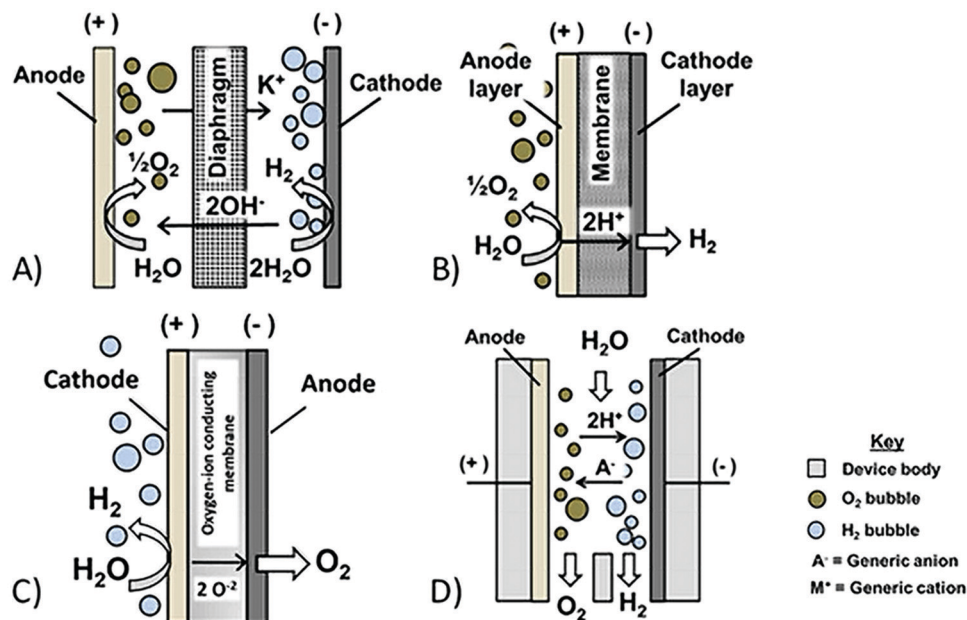 (+)
(-)
Anode
Diaphragm
K⁺
Cathode
½O₂
H₂
2OH⁻
H₂O
2H₂O
A)
(+)
(-)
Anode
layer
Membrane
Cathode
layer
½O₂
2H⁺
H₂O
H₂
B)
(+)
(-)
Cathode
Oxygen-ion conducting
membrane
Anode
H₂
H₂O
2 O⁻²
O₂
C)
Anode
H₂O
Cathode
2H⁺
A⁻
(+)
(-)
O₂
H₂
D)
Key
Device body
O₂ bubble
H₂ bubble
A⁻ = Generic anion
M⁺ = Generic cation